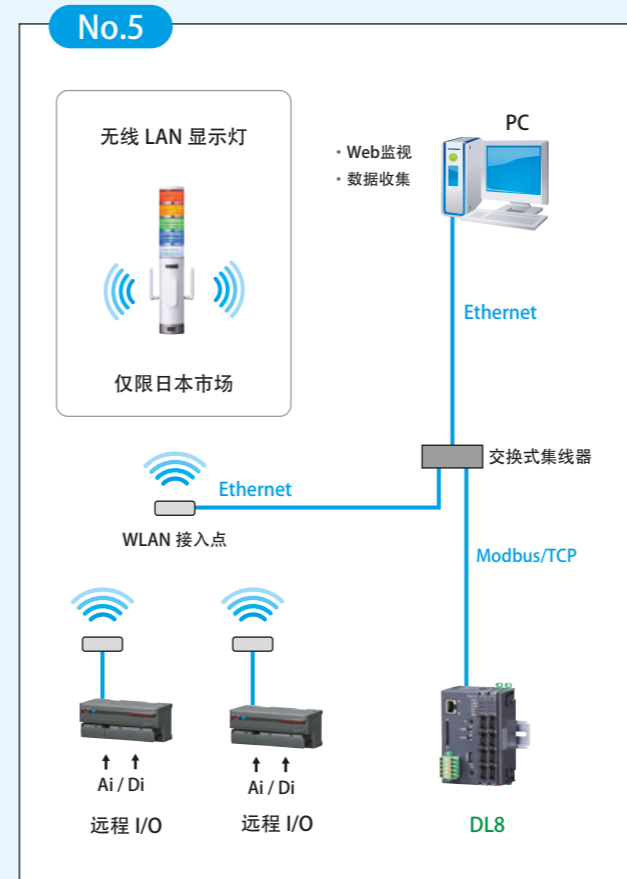 No.5
无线 LAN 显示灯
仅限日本市场
PC
・Web监视
・数据收集
Ethernet
交换式集线器
Ethernet
WLAN 接入点
Modbus/TCP
Ai / Di
Ai / Di
远程 I/O
远程 I/O
DL8